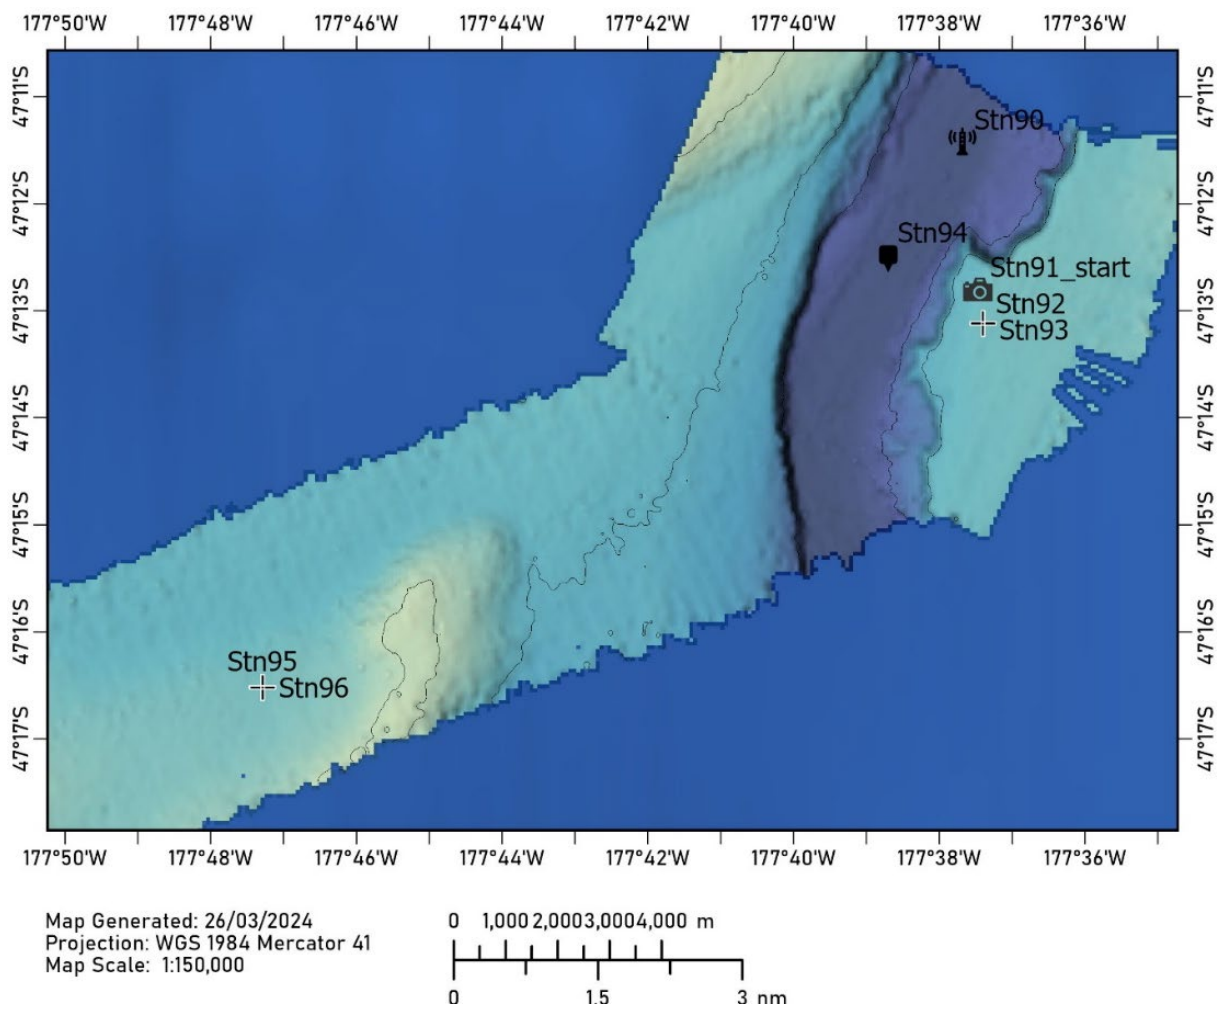 177°50'W 177°48'W 177°46'W 177°44'W 177°42'W 177°40'W 177°38'W 177°36'W
47°11'S 47°11'S
Stn90
47°12'S 47°12'S
Stn94
Stn91_start
47°13'S 47°13'S
Stn92
Stn93
47°14'S 47°14'S
47°15'S 47°15'S
47°16'S 47°16'S
Stn95
Stn96
47°17'S 47°17'S
177°50'W 177°48'W 177°46'W 177°44'W 177°42'W 177°40'W 177°38'W 177°36'W
Map Generated: 26/03/2024
Projection: WGS 1984 Mercator 41
Map Scale: 1:150,000
0 1,000 2,000 3,000 4,000 m
0 1.5 3 nm